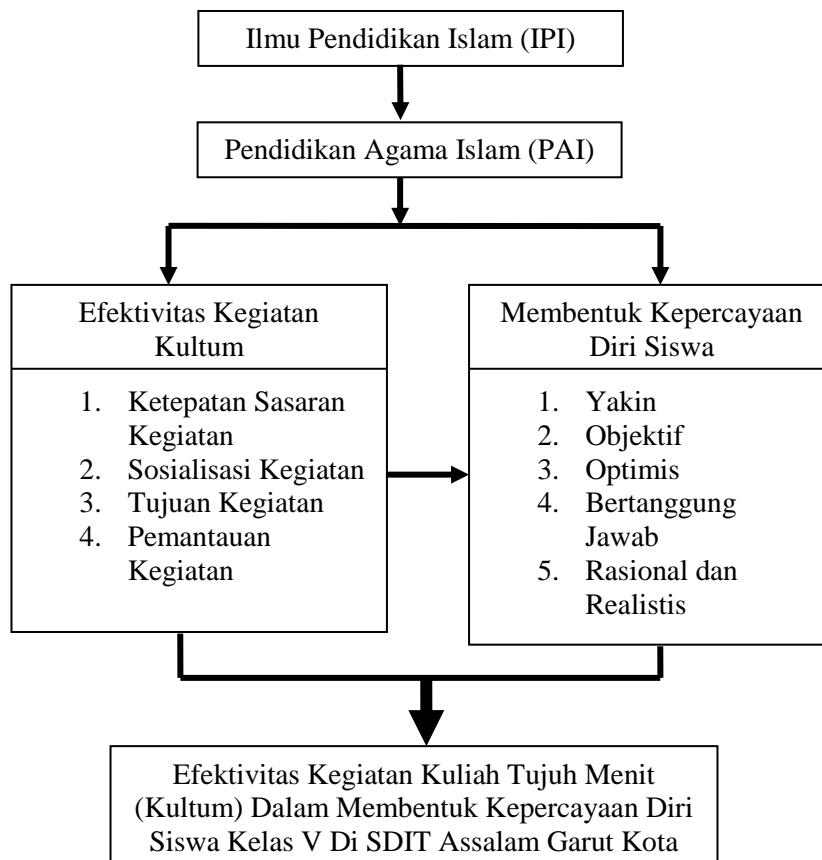 Ilmu Pendidikan Islam (IPI)
Pendidikan Agama Islam (PAI)
Efektivitas Kegiatan
Kultum
1. Ketepatan Sasaran
Kegiatan
2. Sosialisasi Kegiatan
3. Tujuan Kegiatan
4. Pemantauan
Kegiatan
Membentuk Kepercayaan
Diri Siswa
1. Yakin
2. Objektif
3. Optimis
4. Bertanggung
Jawab
5. Rasional dan
Realistis
Efektivitas Kegiatan Kuliah Tujuh Menit
(Kultum) Dalam Membentuk Kepercayaan Diri
Siswa Kelas V Di SDIT Assalam Garut Kota